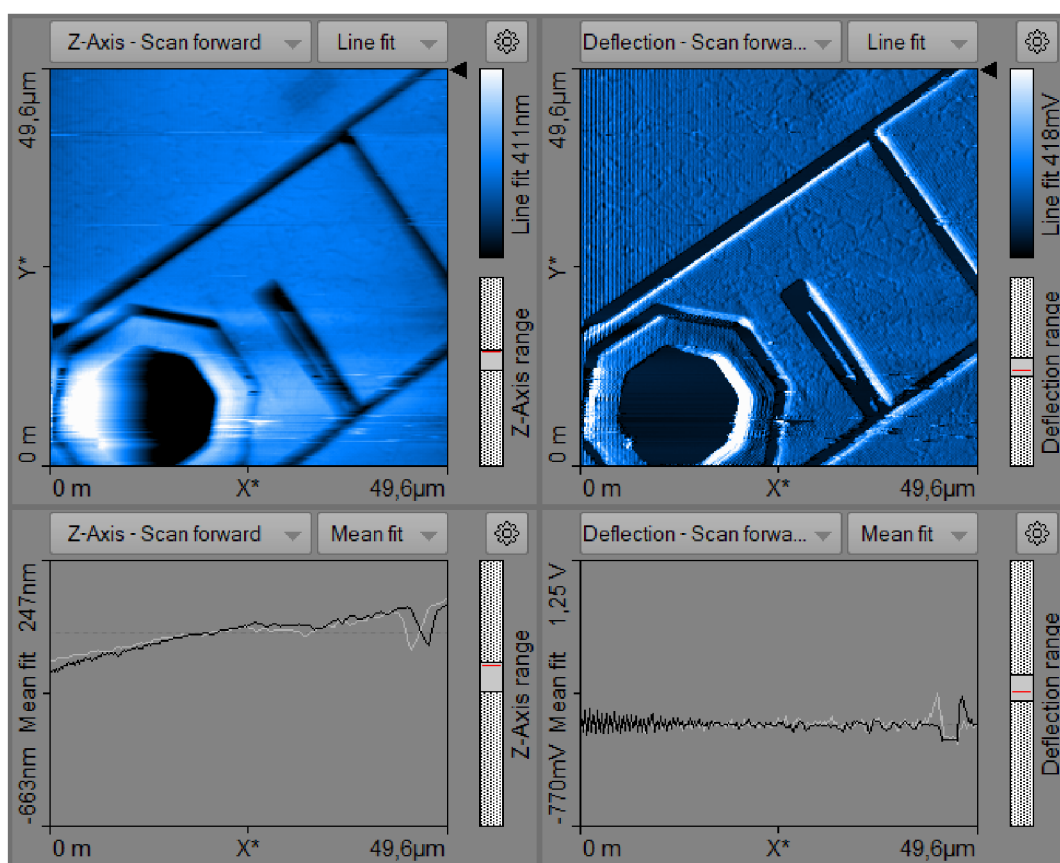 Z-Axis - Scan forward
Line fit
49,6µm
Y*
0 m
0 m
X*
49,6µm
Line fit 411nm
Z-Axis range
Deflection - Scan forwa...
Line fit
49,6µm
Y*
0 m
0 m
X*
49,6µm
Line fit 418mV
Deflection range
Z-Axis - Scan forward
Mean fit
247nm
Mean fit
-663nm
0 m
X*
49,6µm
Z-Axis range
Deflection - Scan forwa...
Mean fit
1,25 V
Mean fit
-770mV
0 m
X*
49,6µm
Deflection range